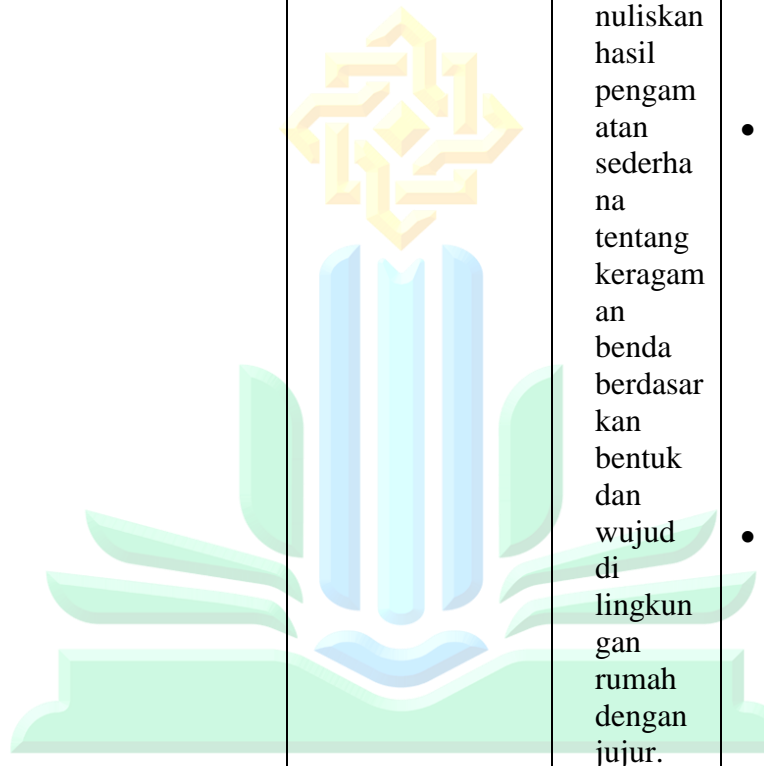 nuliskan
hasil
pengam
atan
sederha
na
tentang
keragam
an
benda
berdasar
kan
bentuk
dan
wujud
di
lingkun
gan
rumah
dengan
jujur.